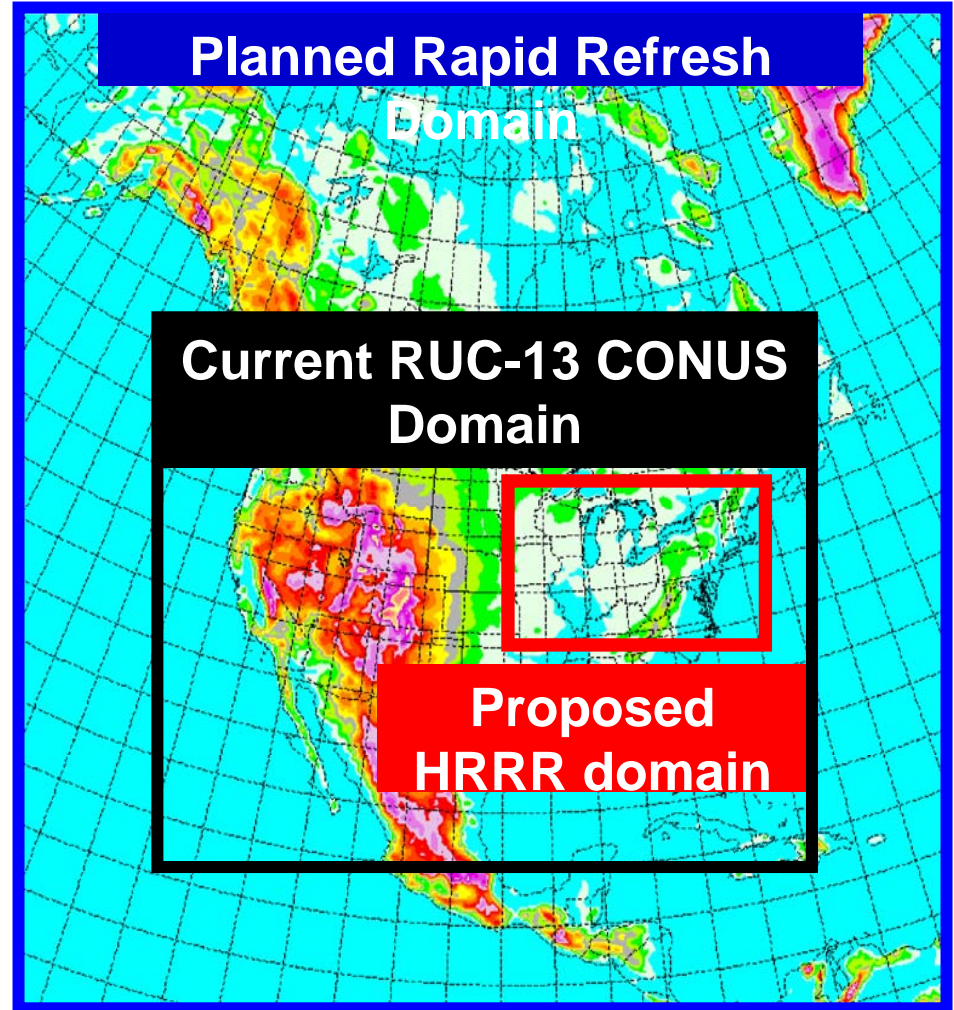 Planned Rapid Refresh
Domain
Current RUC-13 CONUS
Domain
Proposed
HRRR domain